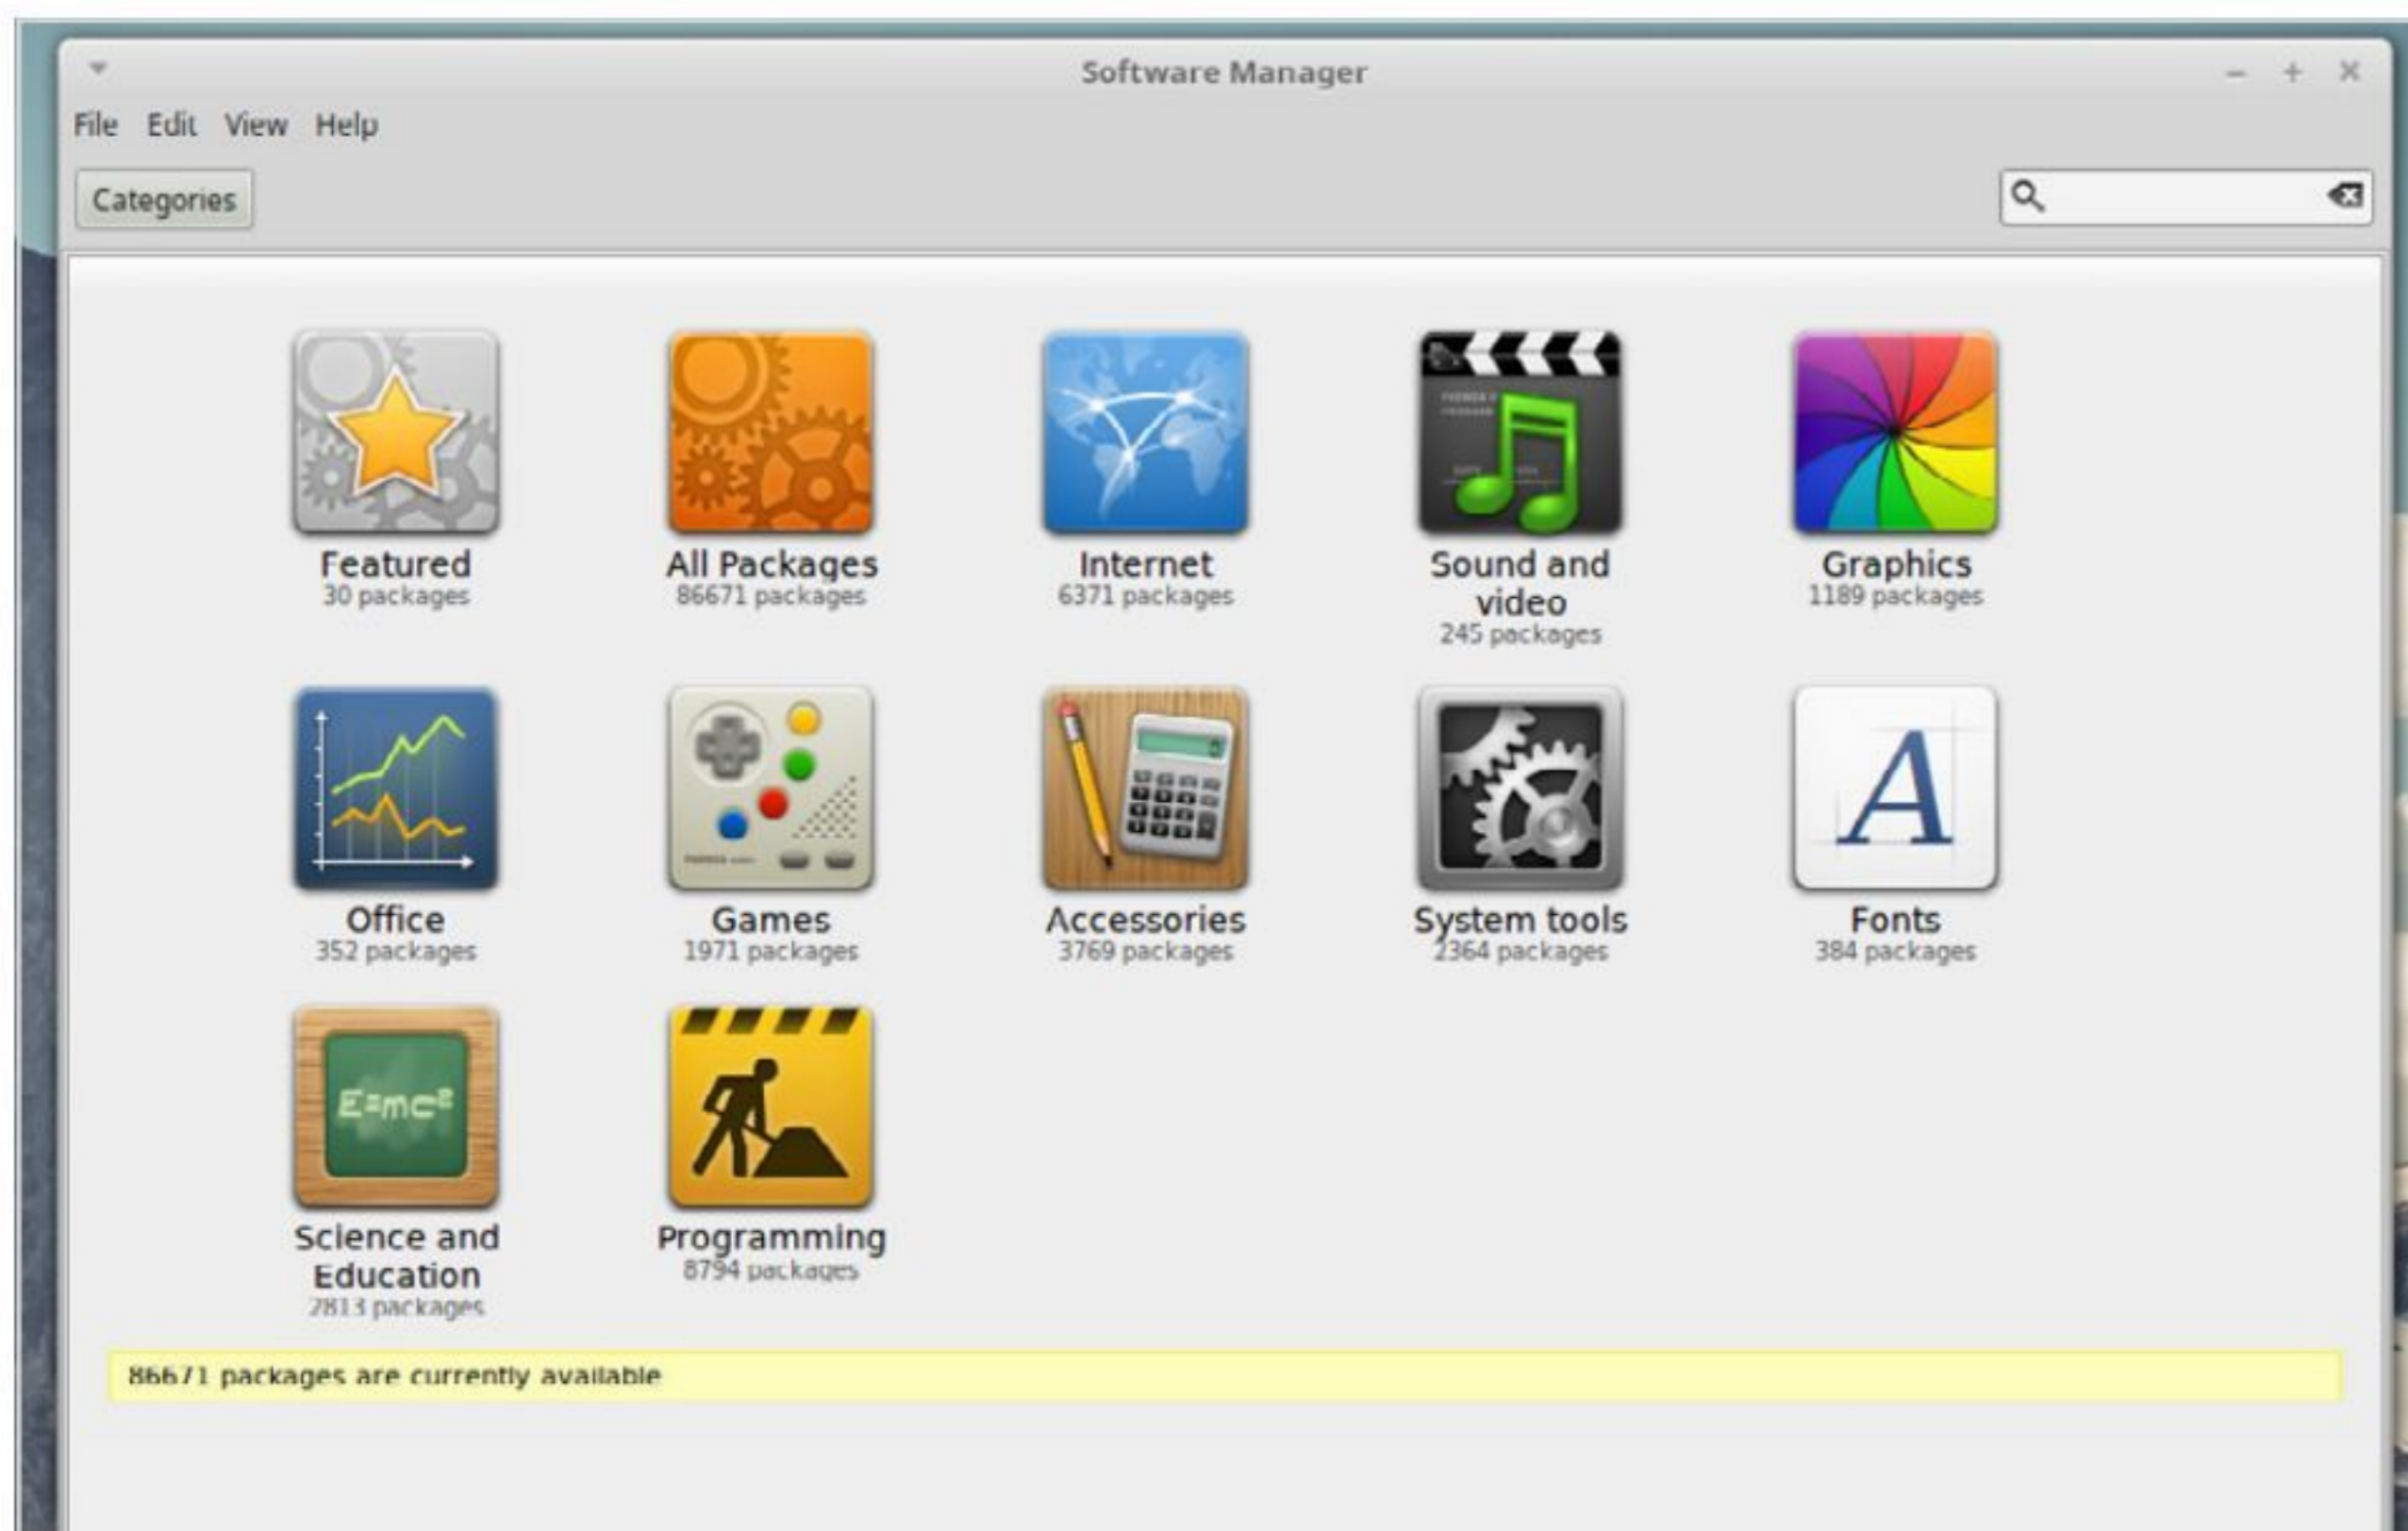 Software Manager
File Edit View Help
Categories
Featured
30 packages
All Packages
86671 packages
Internet
6371 packages
Sound and
video
245 packages
Graphics
1189 packages
Office
352 packages
Games
1971 packages
Accessories
3769 packages
System tools
2364 packages
A
Fonts
384 packages
E=mc²
Science and
Education
2813 packages
Programming
8794 packages
86671 packages are currently available